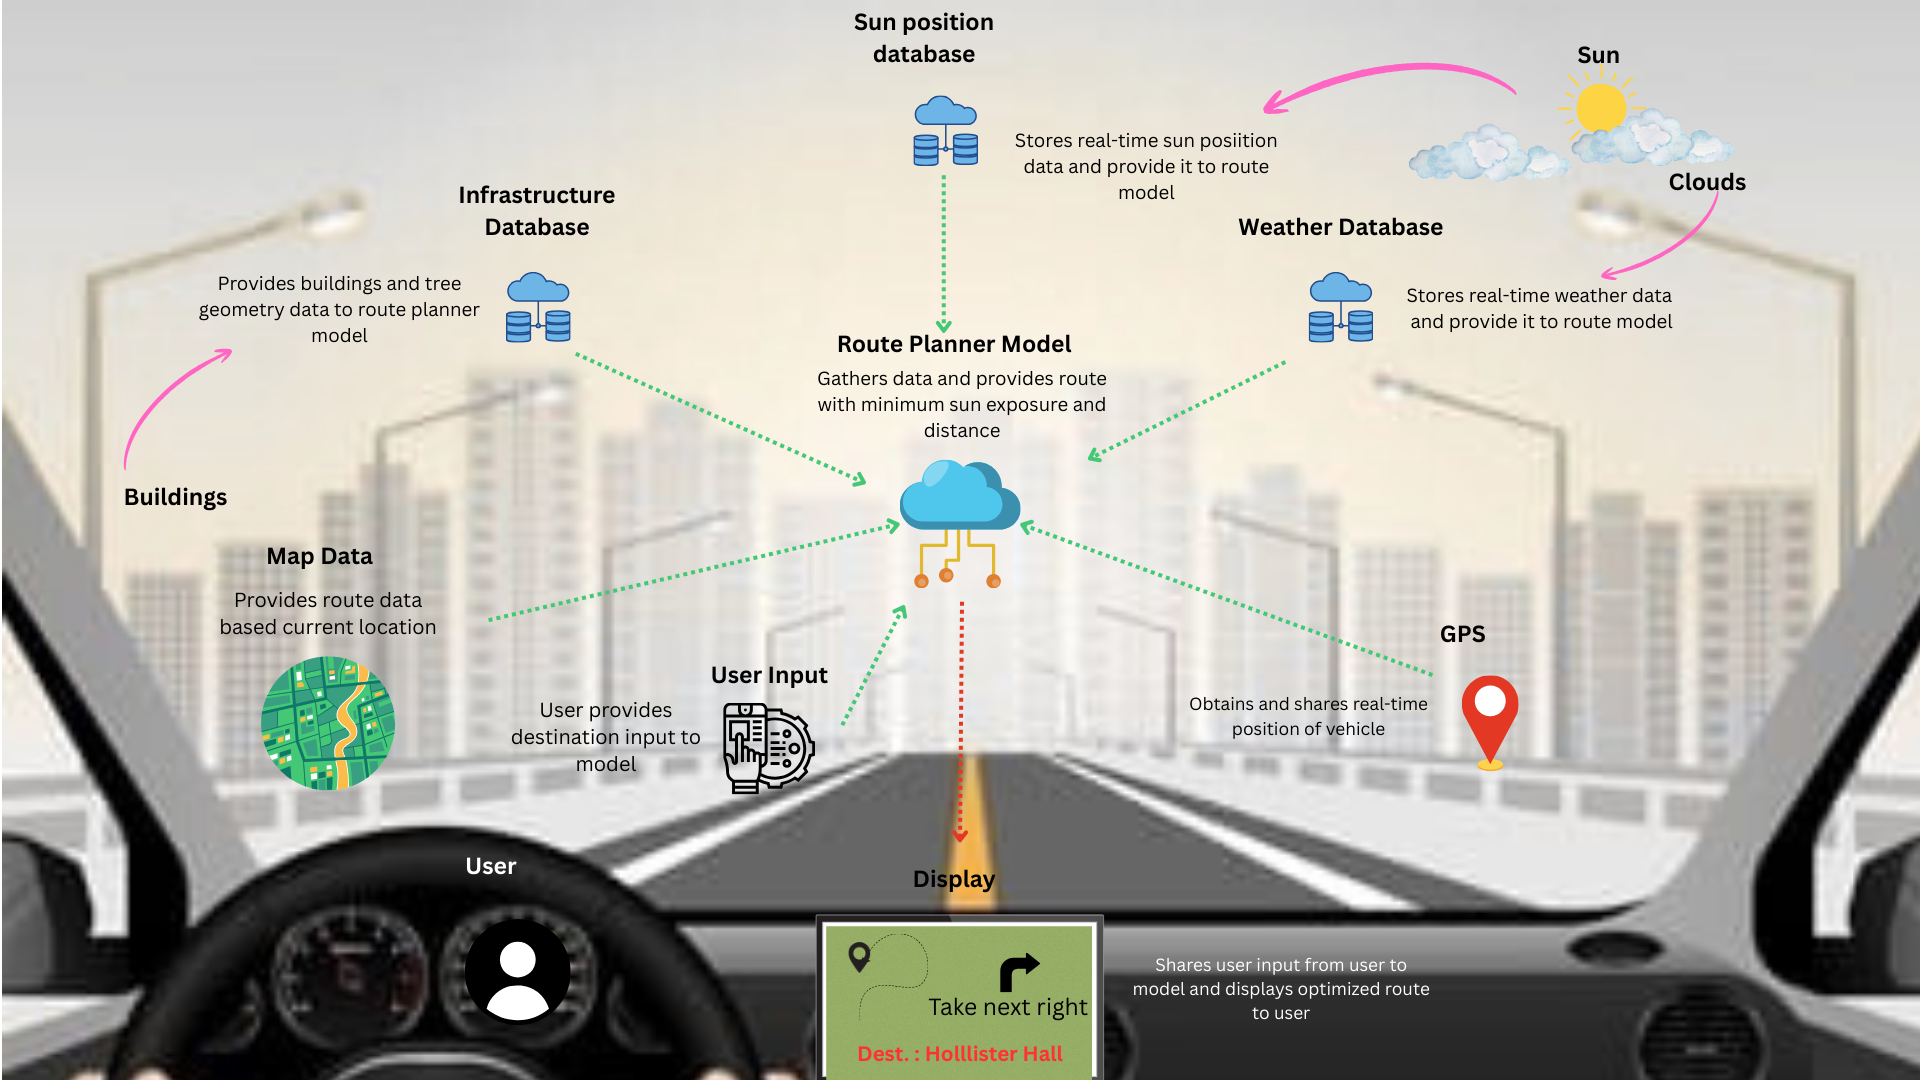 Sun position
database
Stores real-time sun posiition
data and provide it to route
model
Sun
Clouds
Infrastructure
Database
Provides buildings and tree
geometry data to route planner
model
Weather Database
Stores real-time weather data
and provide it to route model
Route Planner Model
Gathers data and provides route
with minimum sun exposure and
distance
Buildings
Map Data
Provides route data
based current location
User Input
User provides
destination input to
model
GPS
Obtains and shares real-time
position of vehicle
User
Display
Take next right
Dest. : Holllister Hall
Shares user input from user to
model and displays optimized route
to user